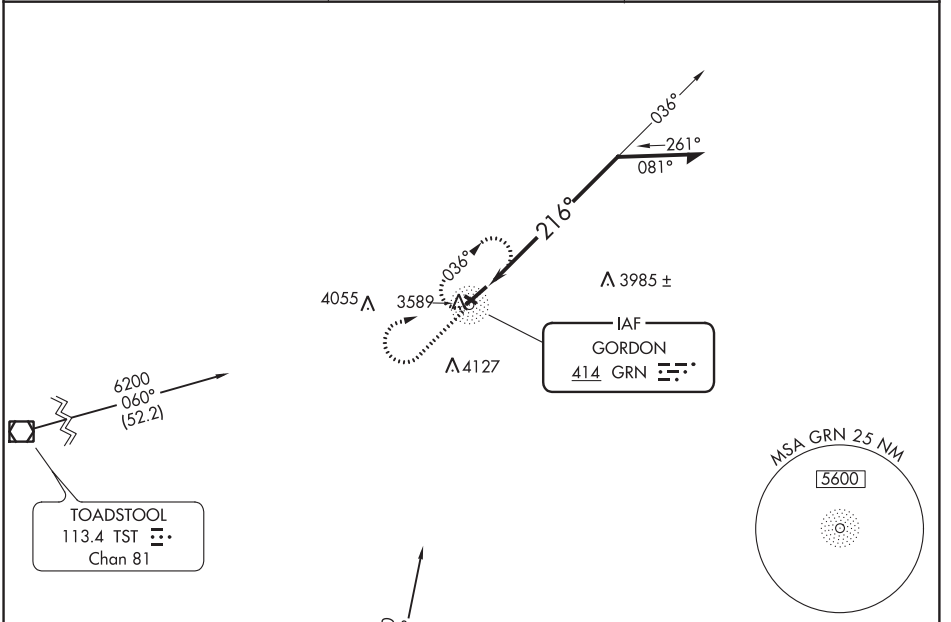 036°
261°
081°
216°
036°
3985 ±
4055
3589
IAF
GORDON
414 GRN
4127
6200
060°
(52.2)
MSA GRN 25 NM
5600
TOADSTOOL
113.4 TST
Chan 81